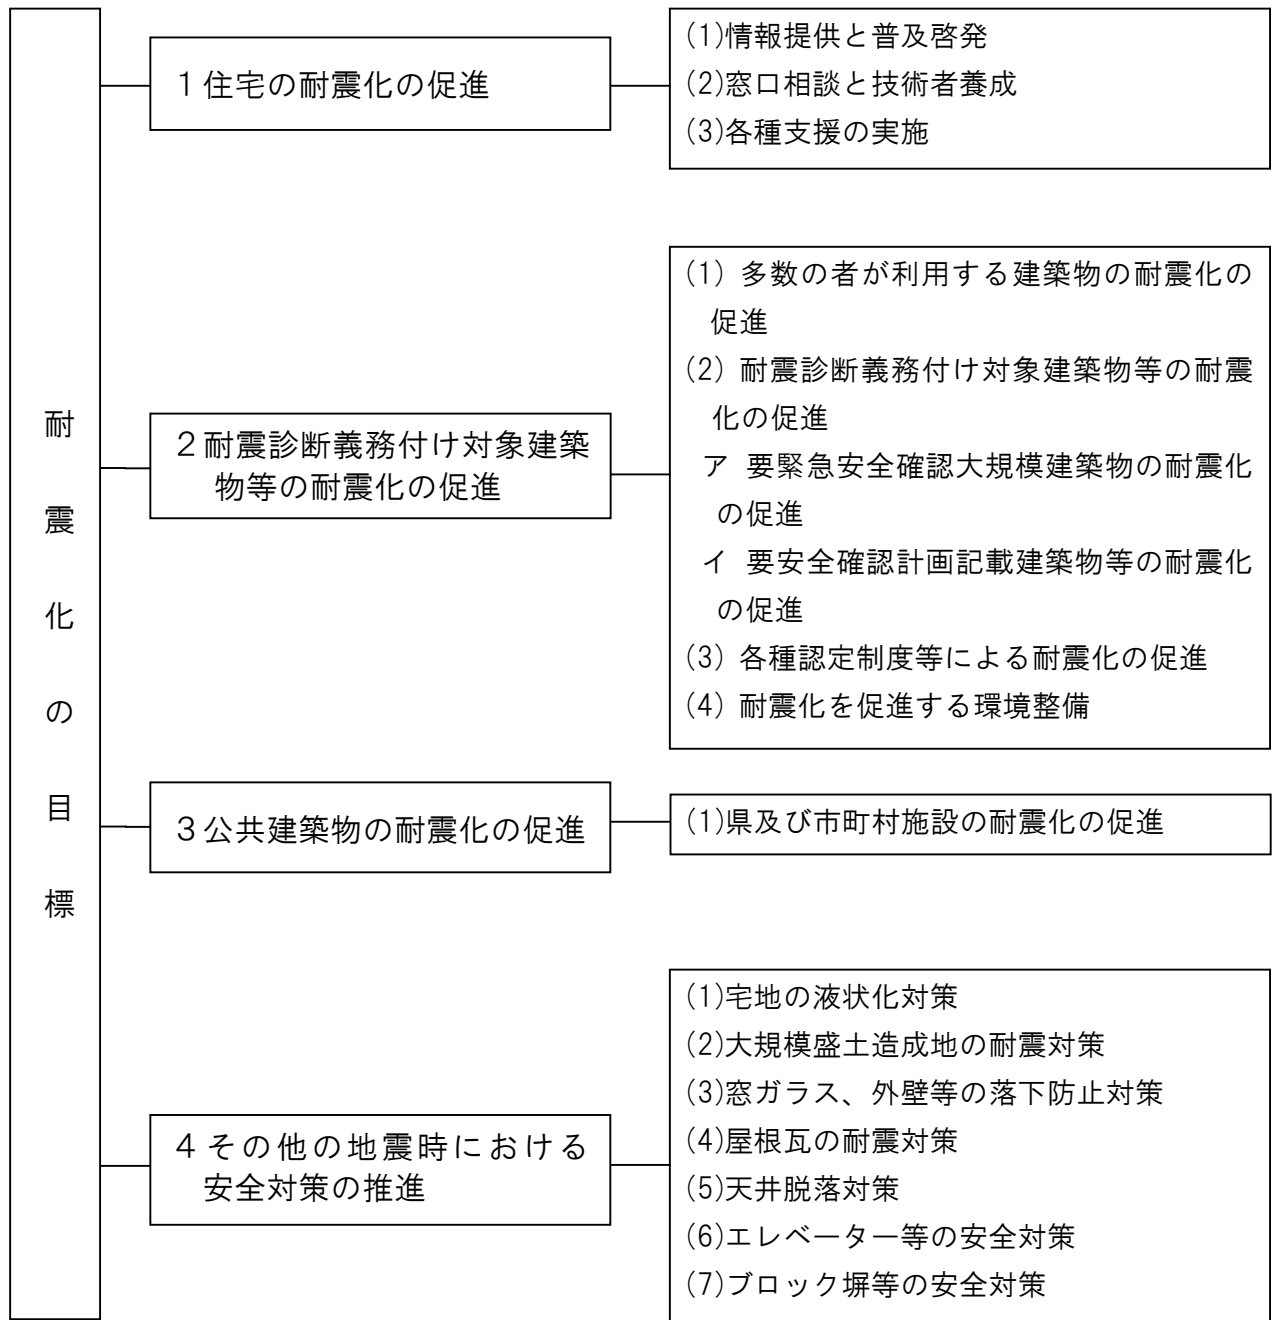 耐震化の目標
1住宅の耐震化の促進
(1)情報提供と普及啓発
(2)窓口相談と技術者養成
(3)各種支援の実施
2耐震診断義務付け対象建築
物等の耐震化の促進
(1) 多数の者が利用する建築物の耐震化の
促進
(2) 耐震診断義務付け対象建築物等の耐震
化の促進
ア 要緊急安全確認大規模建築物の耐震化
の促進
イ 要安全確認計画記載建築物等の耐震化
の促進
(3) 各種認定制度等による耐震化の促進
(4) 耐震化を促進する環境整備
3公共建築物の耐震化の促進
(1)県及び市町村施設の耐震化の促進
4その他の地震時における
安全対策の推進
(1)宅地の液状化対策
(2)大規模盛土造成地の耐震対策
(3)窓ガラス、外壁等の落下防止対策
(4)屋根瓦の耐震対策
(5)天井脱落対策
(6)エレベーター等の安全対策
(7)ブロック塀等の安全対策